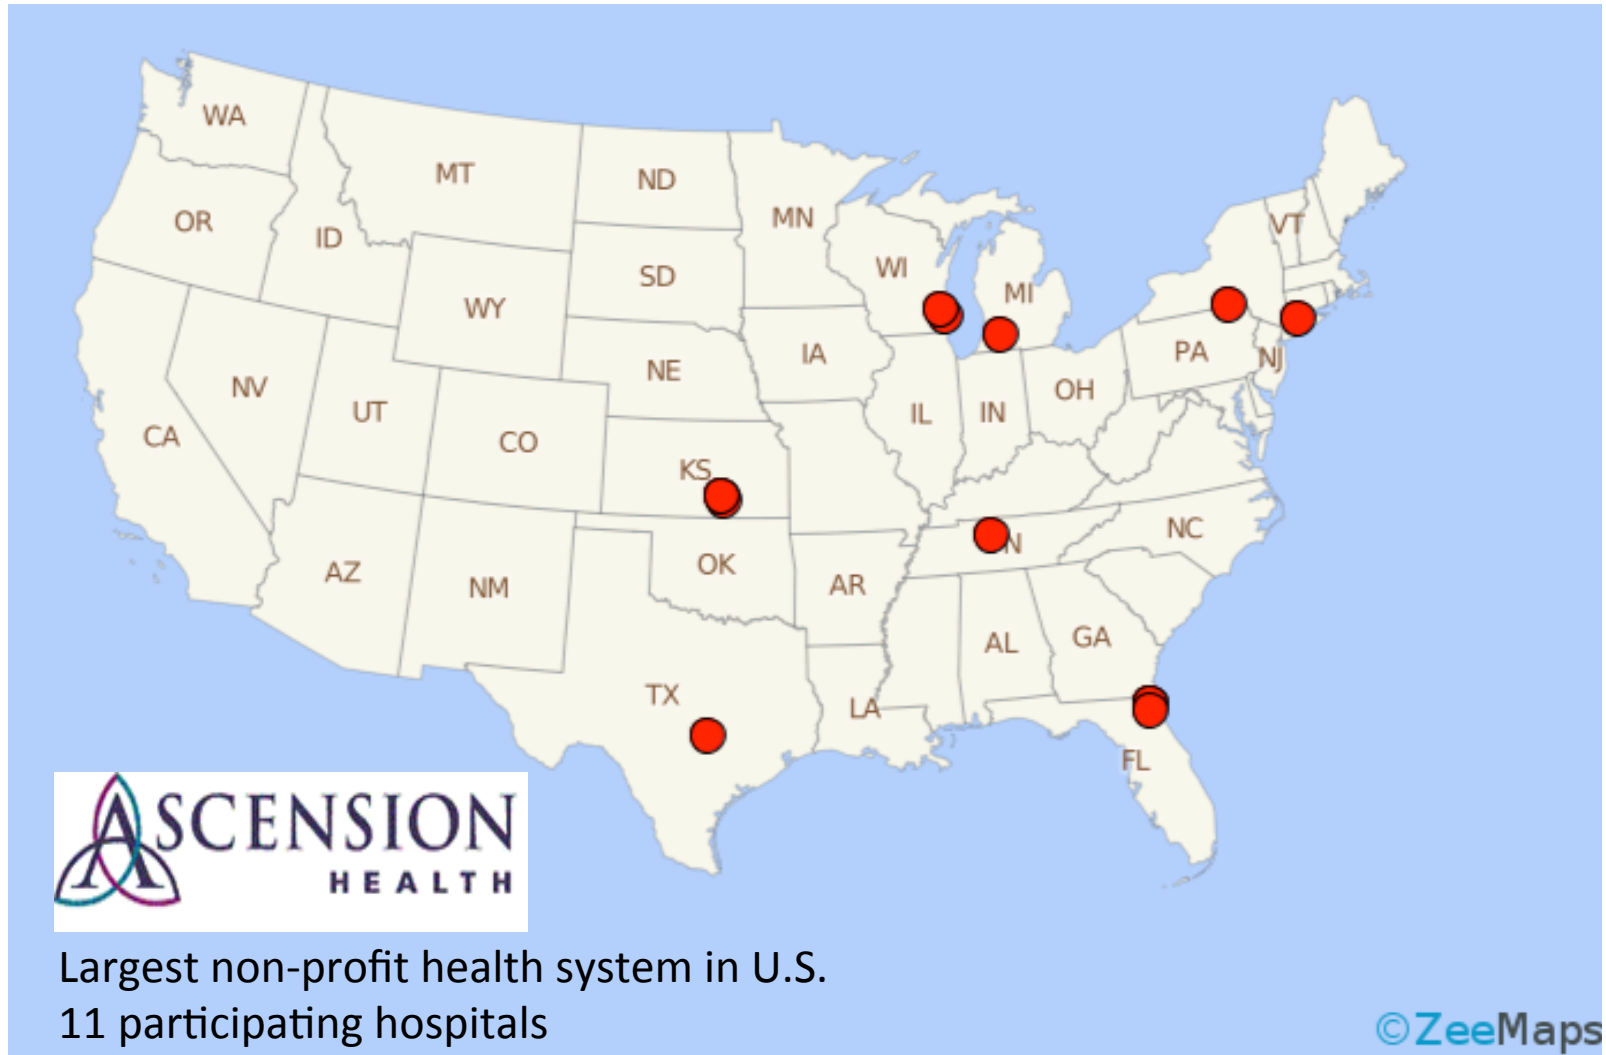 WA
MT
ND
MN
OR
ID
VT
WI
SD
MI
WY
IA
PA
NJ
NE
NV
OH
UT
IL
IN
CO
CA
KS
NC
N
OK
AZ
AR
NM
GA
AL
TX
LA
FL
ASCENSION
HEALTH
Largest non-profit health system in U.S.
11 participating hospitals
©ZeeMaps